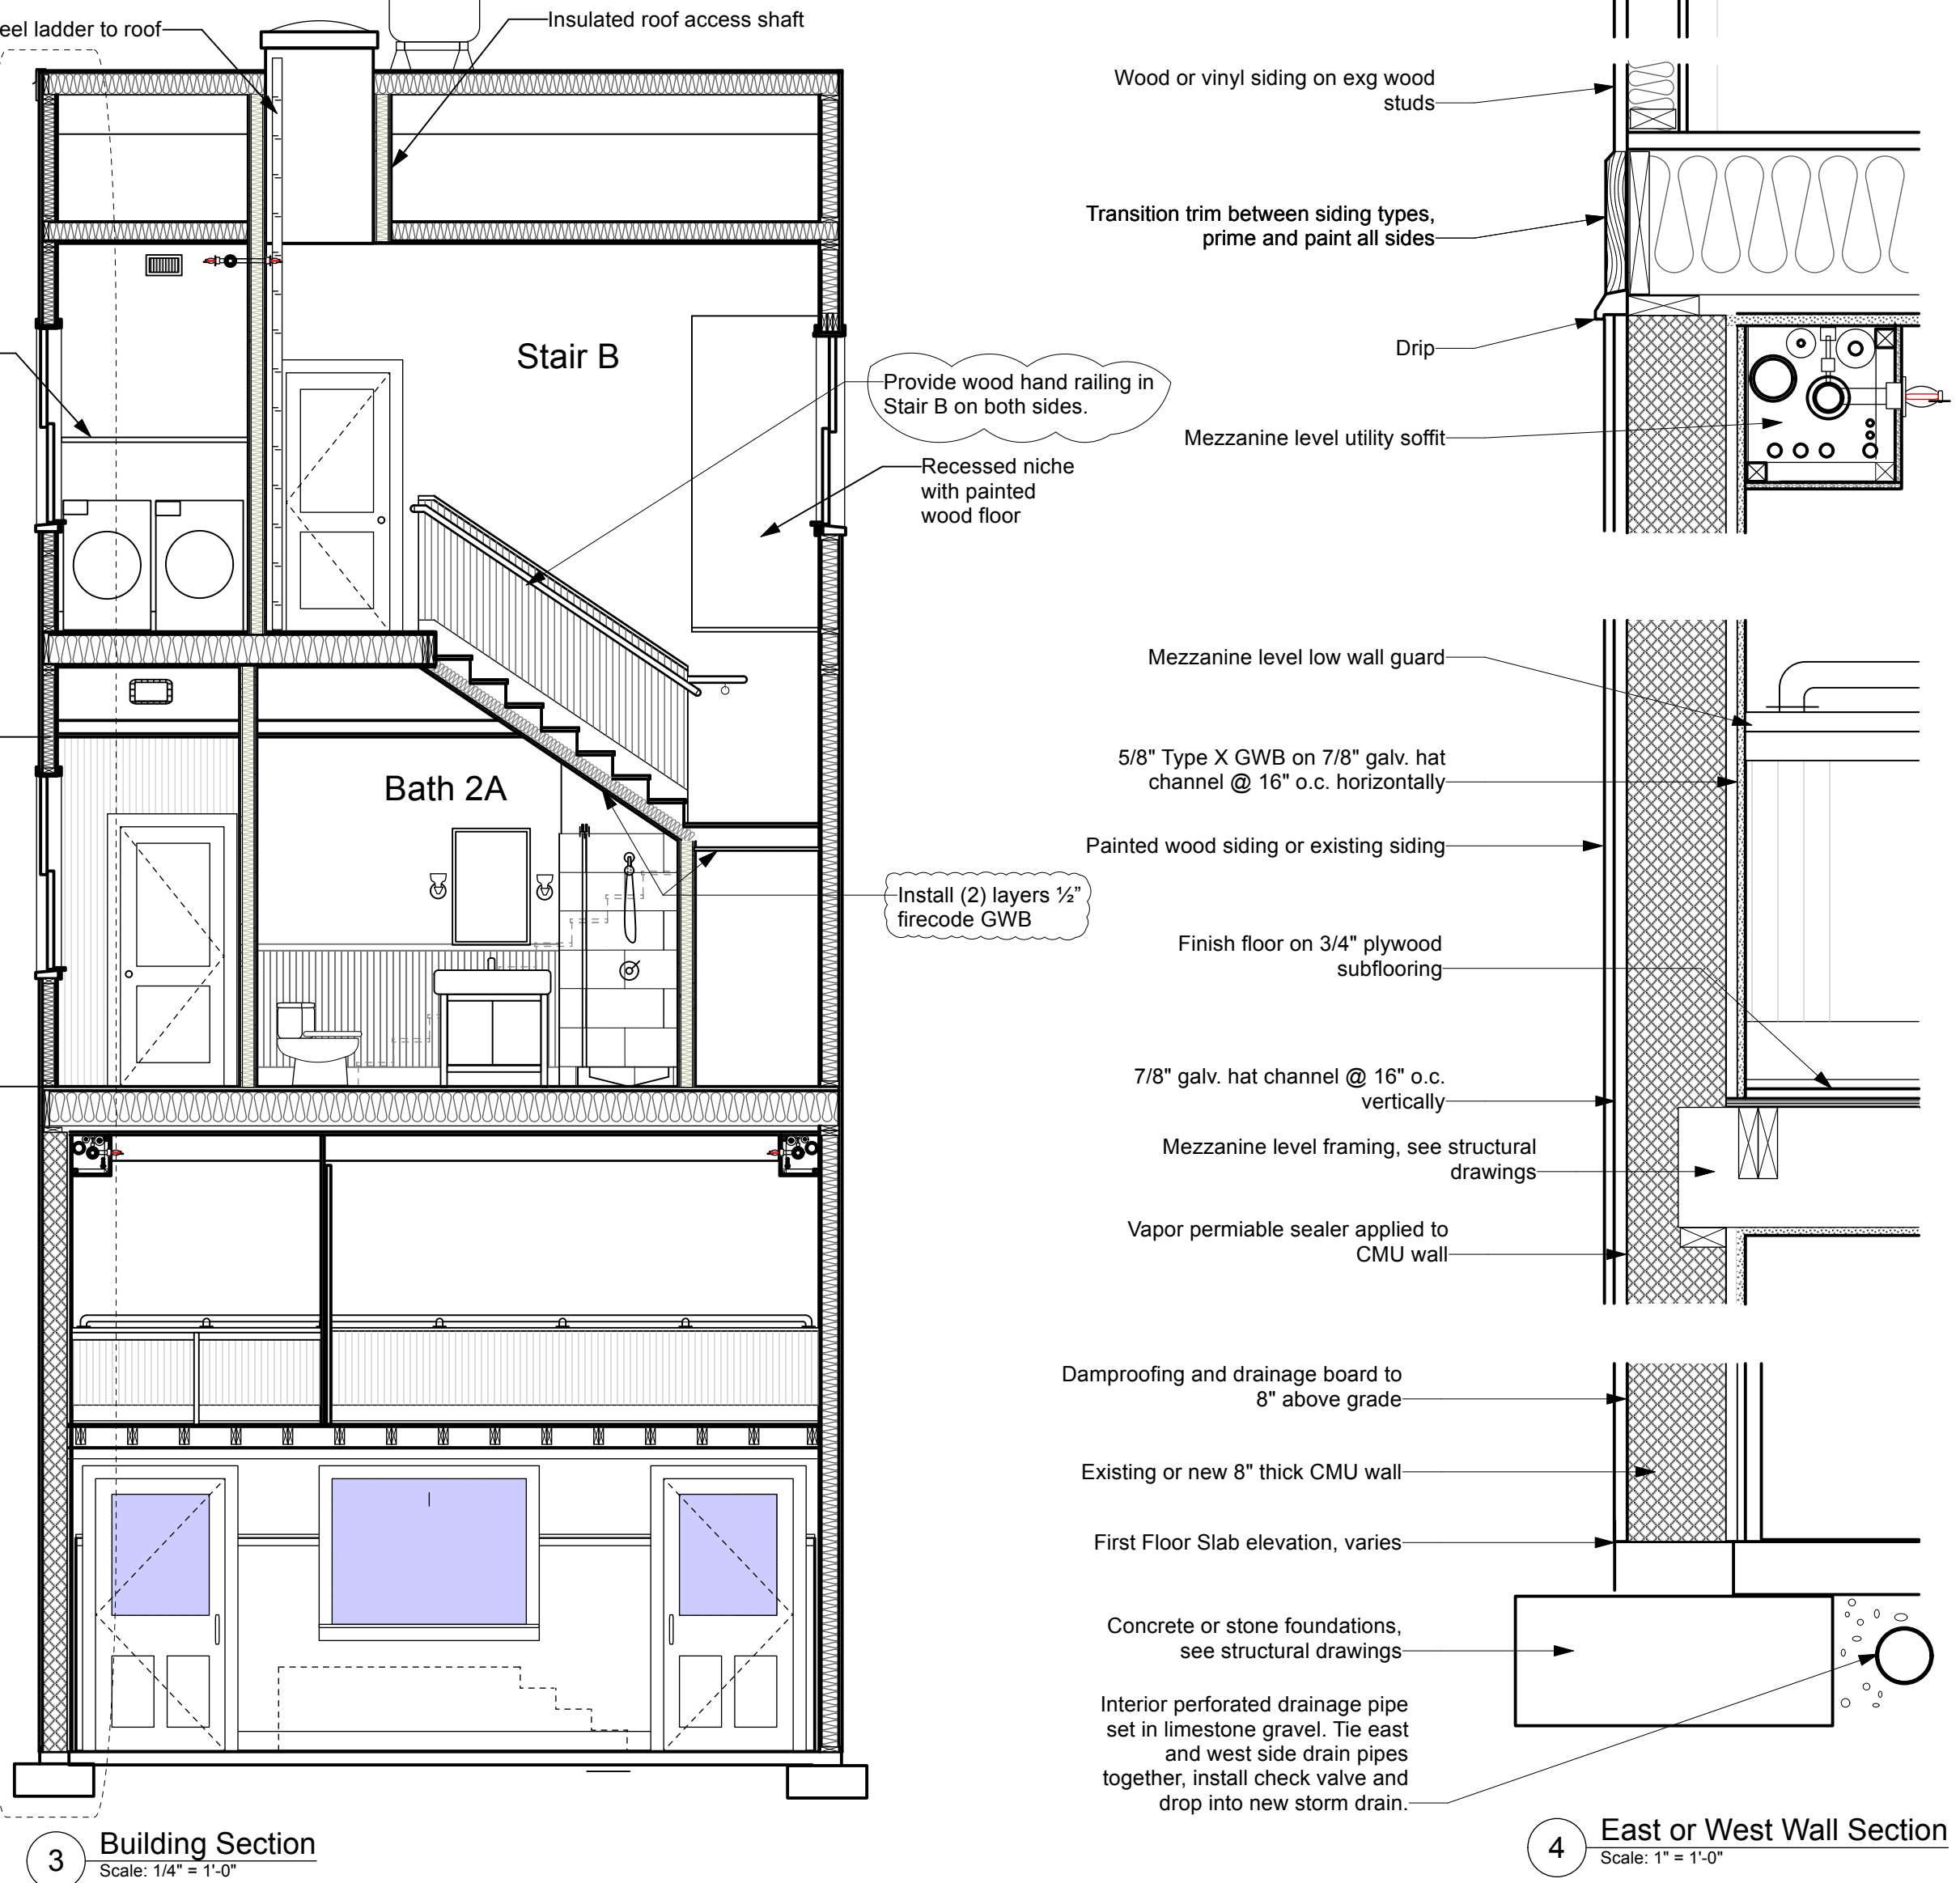 eel ladder to roof
Insulated roof access shaft
Stair B
Provide wood hand railing in
Stair B on both sides.
Recessed niche
with painted
wood floor
Bath 2A
Install (2) layers ½”
firecode GWB
3
Building Section
Scale: 1/4" = 1'-0"
Wood or vinyl siding on exg wood
studs
Transition trim between siding types,
prime and paint all sides
Drip
Mezzanine level utility soffit
Mezzanine level low wall guard
5/8" Type X GWB on 7/8" galv. hat
channel @ 16" o.c. horizontally
Painted wood siding or existing siding
Finish floor on 3/4" plywood
subflooring
7/8" galv. hat channel @ 16" o.c.
vertically
Mezzanine level framing, see structural
drawings
Vapor permiable sealer applied to
CMU wall
Damproofing and drainage board to
8" above grade
Existing or new 8" thick CMU wall
First Floor Slab elevation, varies
Concrete or stone foundations,
see structural drawings
Interior perforated drainage pipe
set in limestone gravel. Tie east
and west side drain pipes
together, install check valve and
drop into new storm drain.
4
East or West Wall Section
Scale: 1" = 1'-0"